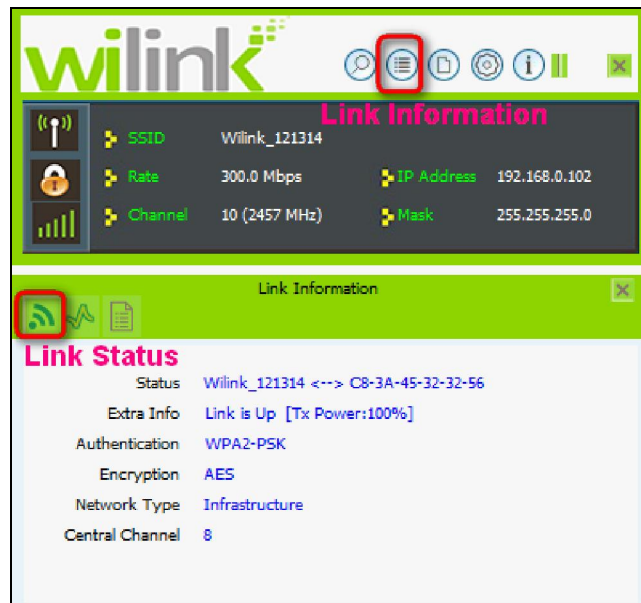 wilink
Link Information
SSID Wilink_121314
Rate 300.0 Mbps IP Address 192.168.0.102
Channel 10 (2457 MHz) Mask 255.255.255.0
Link Information
Link Status
Status Wilink_121314 <--> C8-3A-45-32-32-56
Extra Info Link is Up [Tx Power:100%]
Authentication WPA2-PSK
Encryption AES
Network Type Infrastructure
Central Channel 8